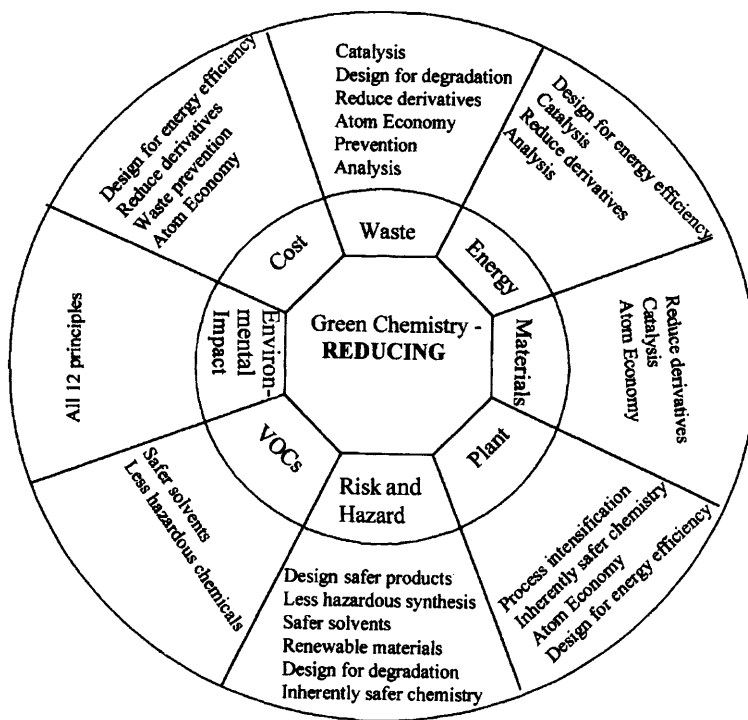 Green Chemistry -
REDUCING
Waste
Catalysis
Design for degradation
Reduce derivatives
Atom Economy
Prevention
Analysis
Energy
Design for energy efficiency
Catalysis
Reduce derivatives
Analysis
Materials
Reduce derivatives
Catalysis
Atom Economy
Plant
Process intensification
Inherently safer chemistry
Atom Economy
Design for energy efficiency
Risk and
Hazard
Design safer products
Less hazardous synthesis
Safer solvents
Renewable materials
Design for degradation
Inherently safer chemistry
VOCs
Safer solvents
Less hazardous chemicals
Environ-
mental
Impact
All 12 principles
Cost
Design for energy efficiency
Reduce derivatives
Waste prevention
Atom Economy